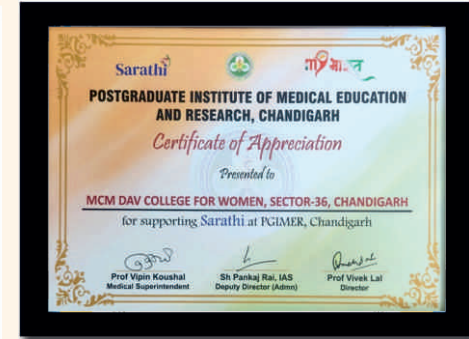 Sarathi
POSTGRADUATE INSTITUTE OF MEDICAL EDUCATION
AND RESEARCH, CHANDIGARH
Certificate of Appreciation
Presented to
MCM DAV COLLEGE FOR WOMEN, SECTOR-36, CHANDIGARH
for supporting Sarathi at PGIMER, Chandigarh
Prof Vipin Koushal Sh Pankaj Rai, IAS Prof Vivek Lal
Medical Superintendent Deputy Director (Admn) Director